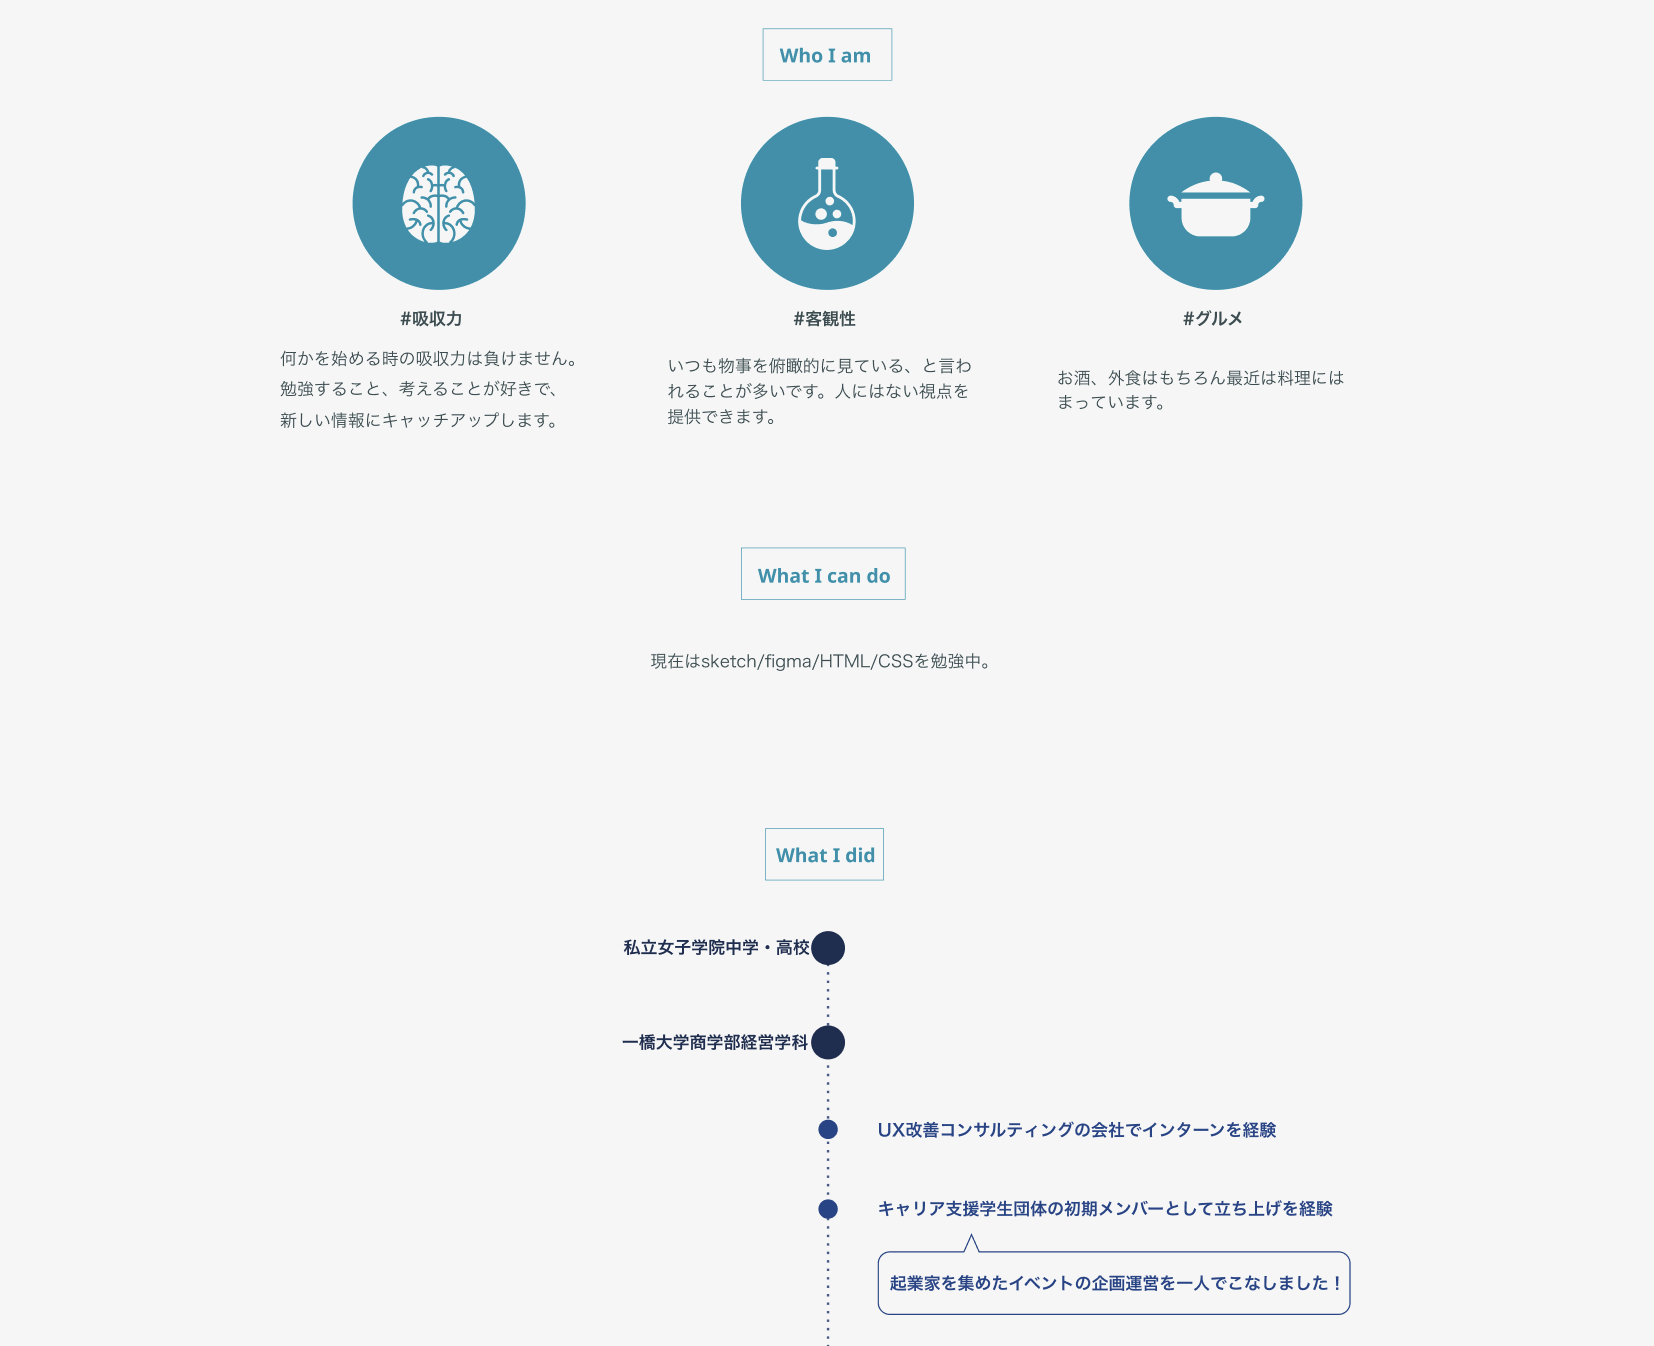 Who I am
#吸収力
何かを始める時の吸収力は負けません。
勉強すること、考えることが好きで、
新しい情報にキャッチアップします。
#客観性
いつも物事を俯瞰的に見ている、と言わ
れることが多いです。人にはない視点を
提供できます。
#グルメ
お酒、外食はもちろん最近は料理には
まっています。
What I can do
現在はsketch/figma/HTML/CSSを勉強中。
What I did
私立女子学院中学・高校
一橋大学商学部経営学科
UX改善コンサルティングの会社でインターンを経験
キャリア支援学生団体の初期メンバーとして立ち上げを経験
起業家を集めたイベントの企画運営を一人でこなしました！